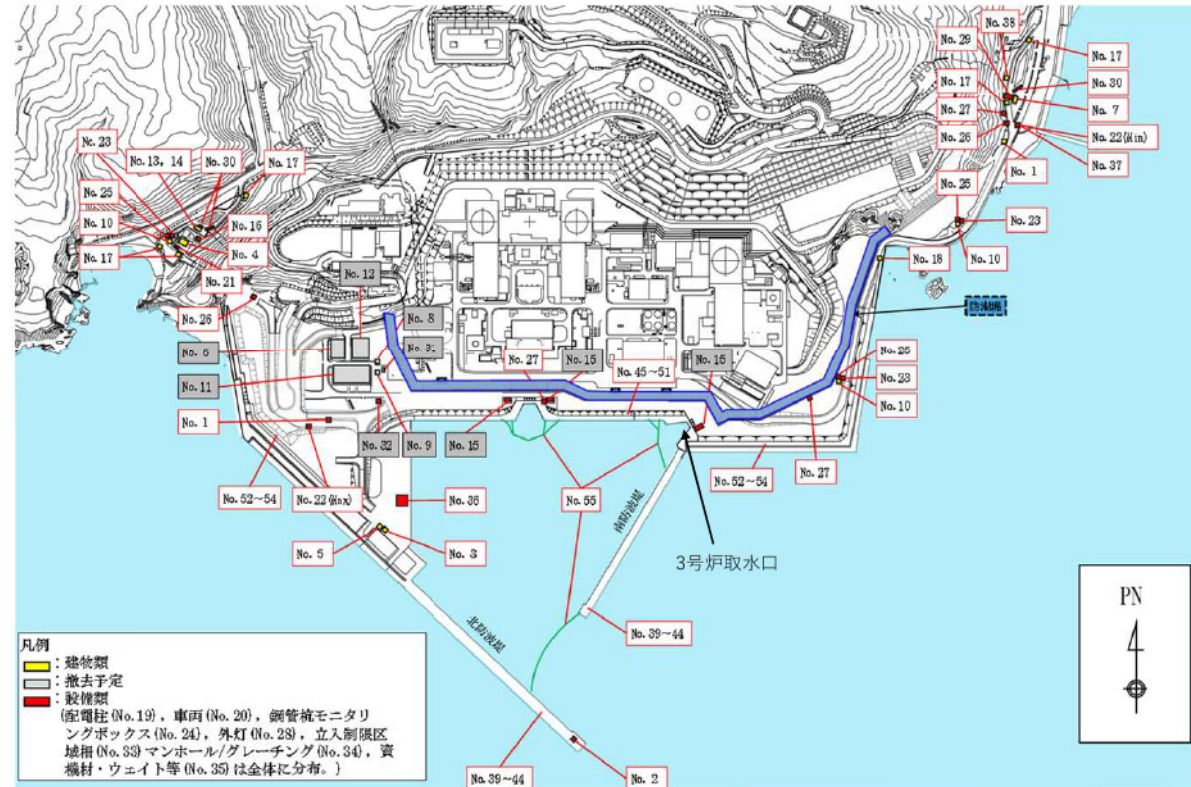 No.38
No.29
No.17
No.17
No.30
No.27
No.7
No.26
No.22(Min)
No.1
No.37
No.23
No.13, 14
No.30
No.17
No.25
No.10
No.16
No.4
No.17
No.21
No.25
No.23
No.18
No.10
防潮堤
No.12
No.26
No.8
No.6
No.31
No.27
No.15
No.45~51
No.15
No.25
No.11
No.23
No.10
No.1
No.32
No.9
No.15
No.27
No.52~54
No.22(Max)
No.36
No.55
No.52~54
南防波堤
No.5
No.3
3号炉取水口
PN
北防波堤
No.39~44
凡例
:建物類
:撤去予定
:設備類
(配電柱(No.19), 車両(No.20), 鋼管杭モニタリ
ングボックス(No.24), 外灯(No.28), 立入制限区
域柵(No.33)マンホール/グレーチング(No.34), 資
機材・ウェイト等(No.35)は全体に分布。)
No.39~44
No.2